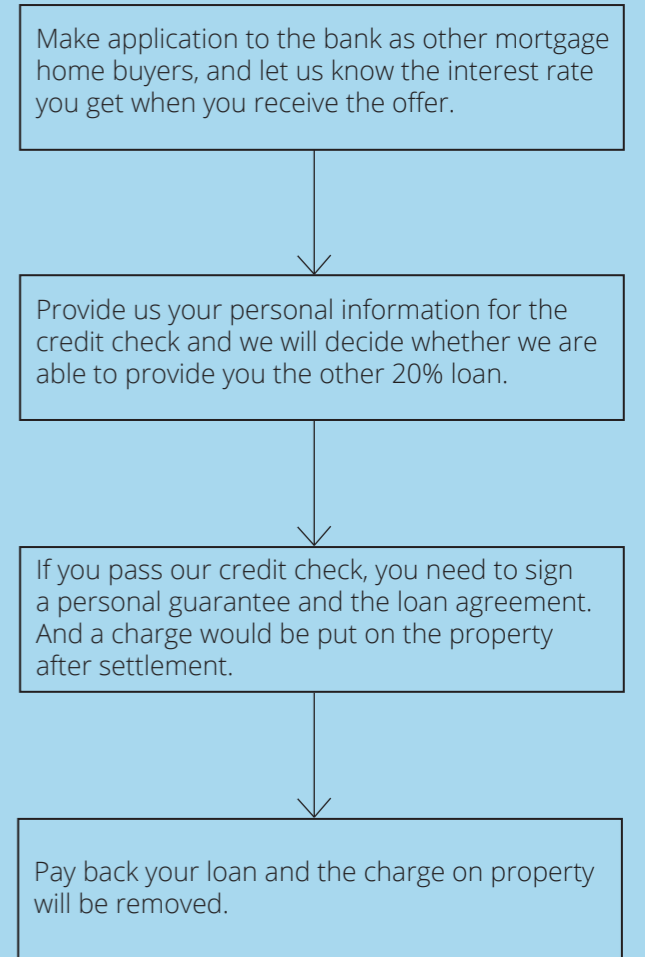 Make application to the bank as other mortgage
home buyers, and let us know the interest rate
you get when you receive the offer.
Provide us your personal information for the
credit check and we will decide whether we are
able to provide you the other 20% loan.
If you pass our credit check, you need to sign
a personal guarantee and the loan agreement.
And a charge would be put on the property
after settlement.
Pay back your loan and the charge on property
will be removed.